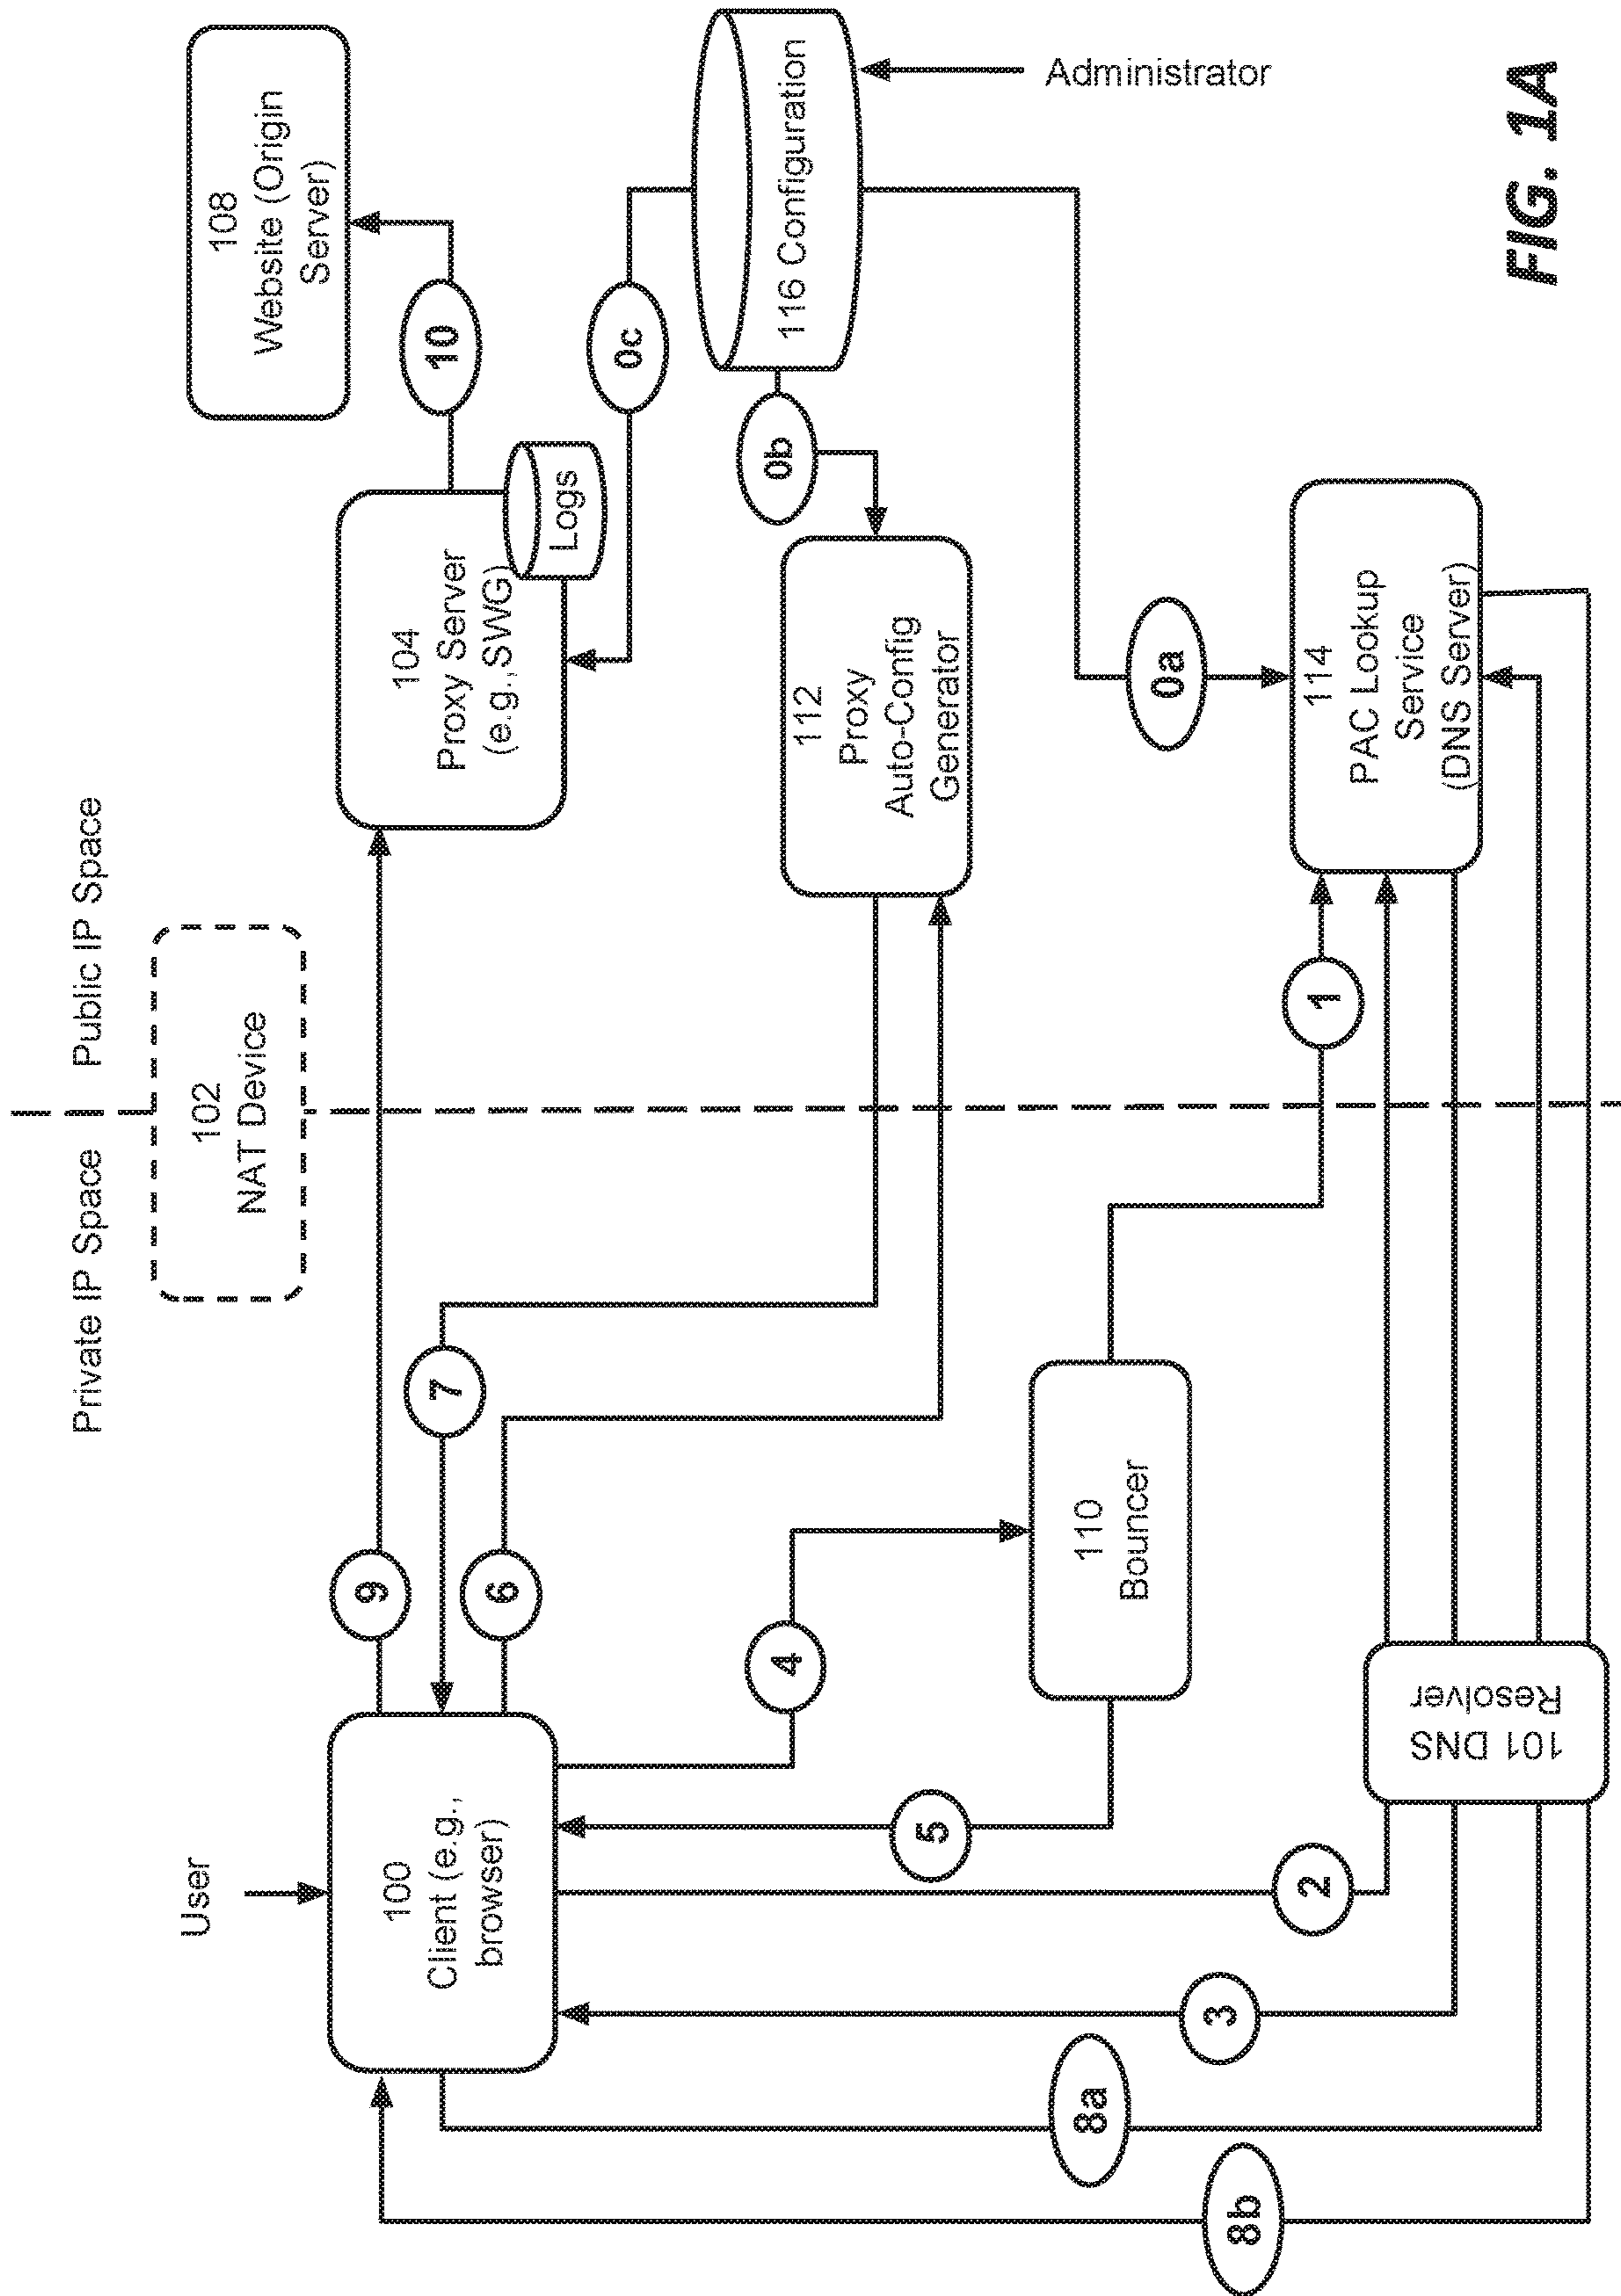 Private IP Space
Public IP Space
102
NAT Device
User
100
Client (e.g.,
browser)
9
7
6
104
Proxy Server
(e.g.,SWG)
Logs
10
108
Website (Origin
Server)
0c
116 Configuration
Administrator
0b
112
Proxy
Auto-Config
Generator
4
5
110
Bouncer
1
0a
114
PAC Lookup
Service
(DNS Server)
2
3
8a
8b
101 DNS
Resolver
FIG. 1A